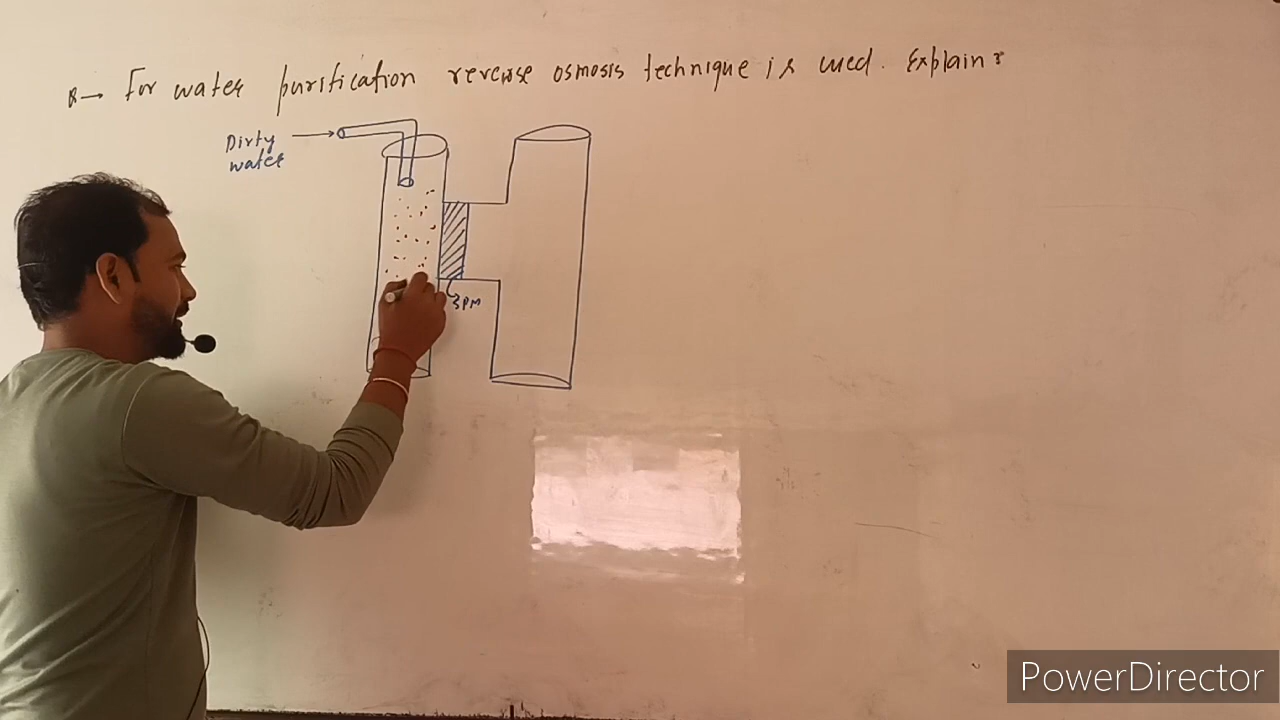 Q→ For water purification reverse osmosis technique is used. Explain?
Dirty
water
SPM
PowerDirector